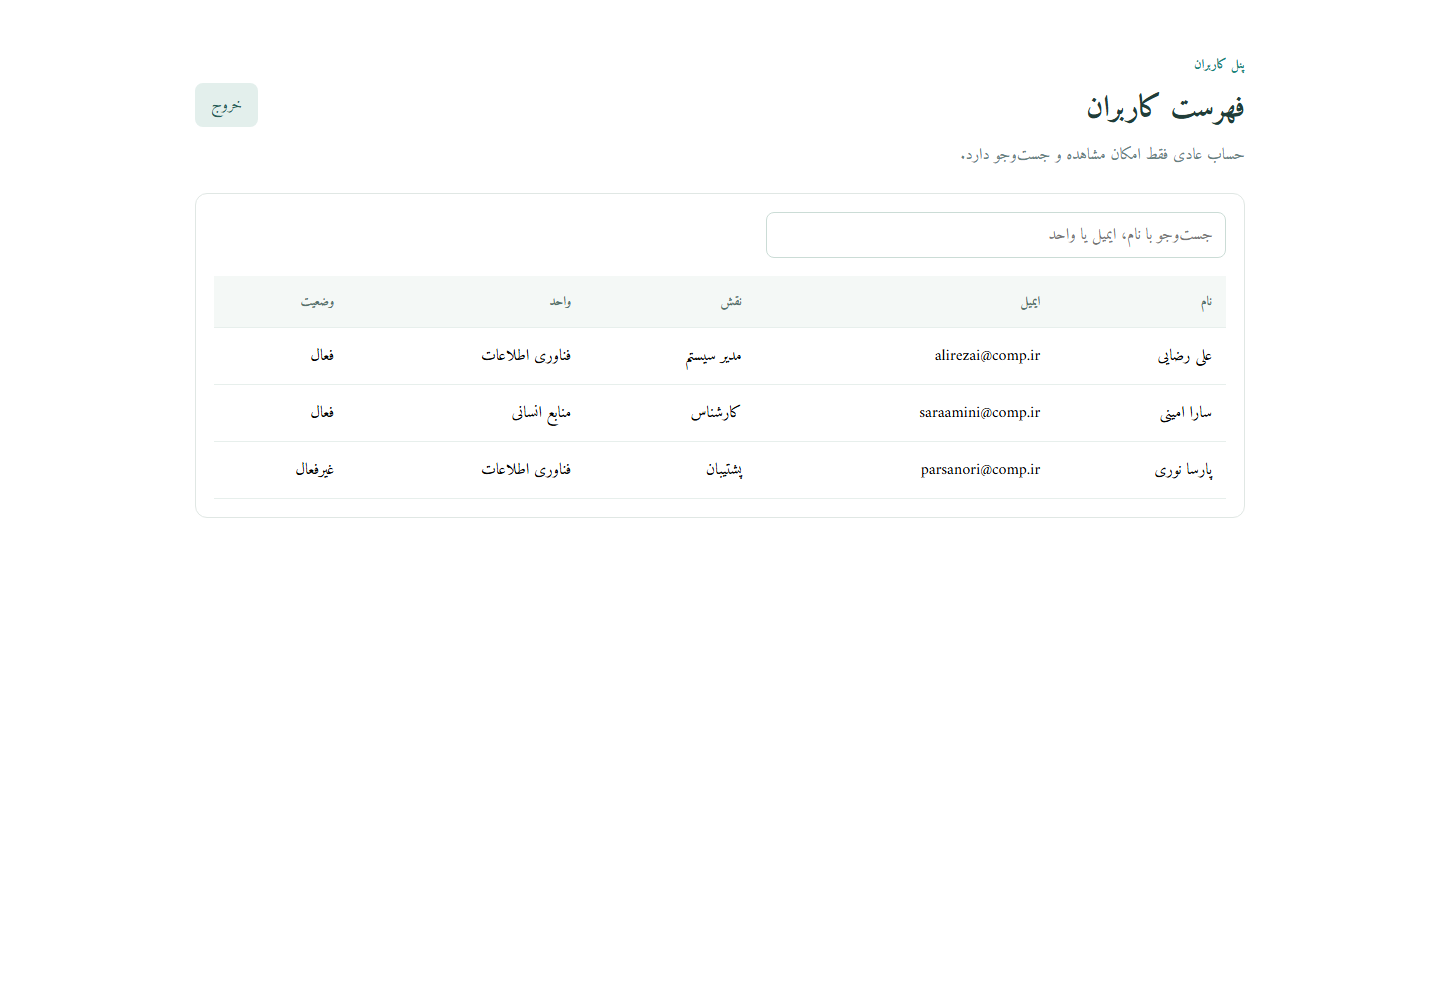 پنل کاربران
فهرست کاربران
خروج
حساب عادی فقط امکان مشاهده و جست‌وجو دارد.
جست‌وجو با نام، ایمیل یا واحد
نام ایمیل نقش واحد وضعیت
علی رضایی alirezai@comp.ir مدیر سیستم فناوری اطلاعات فعال
سارا امینی saraamini@comp.ir کارشناس منابع انسانی فعال
پارسا نوری parsanori@comp.ir پشتیبان فناوری اطلاعات غیرفعال